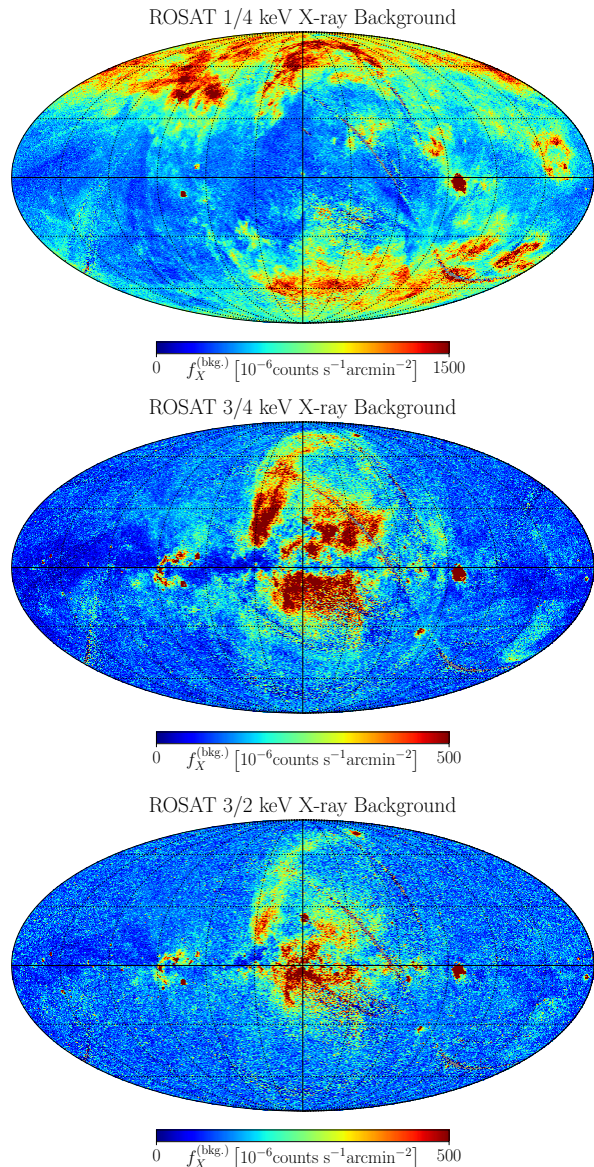 ROSAT 1/4 keV X-ray Background
0 f_X^(bkg.) [10^−6 counts s^−1 arcmin^−2] 1500
ROSAT 3/4 keV X-ray Background
0 f_X^(bkg.) [10^−6 counts s^−1 arcmin^−2] 500
ROSAT 3/2 keV X-ray Background
0 f_X^(bkg.) [10^−6 counts s^−1 arcmin^−2] 500